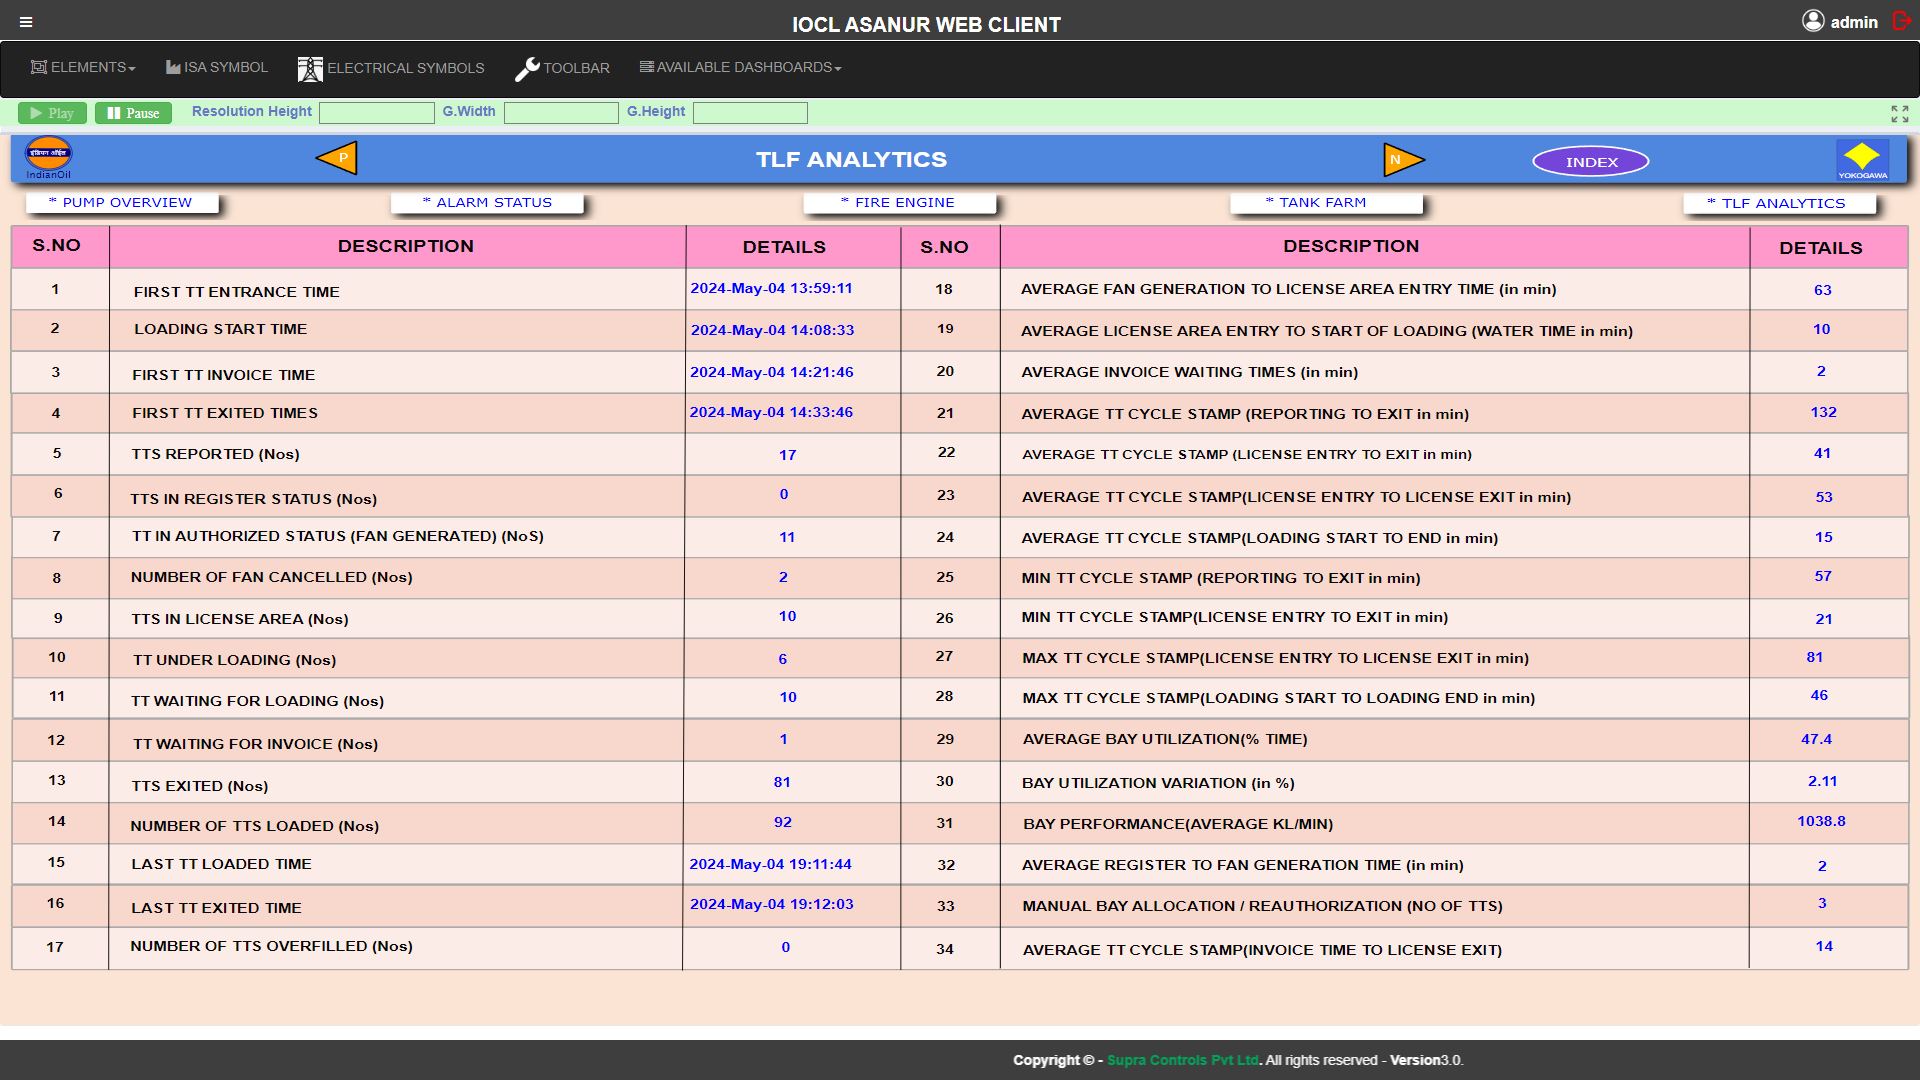 IOCL ASANUR WEB CLIENT
admin
ELEMENTS
ISA SYMBOL
ELECTRICAL SYMBOLS
TOOLBAR
AVAILABLE DASHBOARDS
Play
Pause
Resolution Height
G.Width
G.Height
इंडियन ऑइल
IndianOil
P
TLF ANALYTICS
N
INDEX
YOKOGAWA
* PUMP OVERVIEW
* ALARM STATUS
* FIRE ENGINE
* TANK FARM
* TLF ANALYTICS
S.NO DESCRIPTION DETAILS S.NO DESCRIPTION DETAILS
1 FIRST TT ENTRANCE TIME 2024-May-04 13:59:11 18 AVERAGE FAN GENERATION TO LICENSE AREA ENTRY TIME (in min) 63
2 LOADING START TIME 2024-May-04 14:08:33 19 AVERAGE LICENSE AREA ENTRY TO START OF LOADING (WATER TIME in min) 10
3 FIRST TT INVOICE TIME 2024-May-04 14:21:46 20 AVERAGE INVOICE WAITING TIMES (in min) 2
4 FIRST TT EXITED TIMES 2024-May-04 14:33:46 21 AVERAGE TT CYCLE STAMP (REPORTING TO EXIT in min) 132
5 TTS REPORTED (Nos) 17 22 AVERAGE TT CYCLE STAMP (LICENSE ENTRY TO EXIT in min) 41
6 TTS IN REGISTER STATUS (Nos) 0 23 AVERAGE TT CYCLE STAMP(LICENSE ENTRY TO LICENSE EXIT in min) 53
7 TT IN AUTHORIZED STATUS (FAN GENERATED) (NoS) 11 24 AVERAGE TT CYCLE STAMP(LOADING START TO END in min) 15
8 NUMBER OF FAN CANCELLED (Nos) 2 25 MIN TT CYCLE STAMP (REPORTING TO EXIT in min) 57
9 TTS IN LICENSE AREA (Nos) 10 26 MIN TT CYCLE STAMP(LICENSE ENTRY TO EXIT in min) 21
10 TT UNDER LOADING (Nos) 6 27 MAX TT CYCLE STAMP(LICENSE ENTRY TO LICENSE EXIT in min) 81
11 TT WAITING FOR LOADING (Nos) 10 28 MAX TT CYCLE STAMP(LOADING START TO LOADING END in min) 46
12 TT WAITING FOR INVOICE (Nos) 1 29 AVERAGE BAY UTILIZATION(% TIME) 47.4
13 TTS EXITED (Nos) 81 30 BAY UTILIZATION VARIATION (in %) 2.11
14 NUMBER OF TTS LOADED (Nos) 92 31 BAY PERFORMANCE(AVERAGE KL/MIN) 1038.8
15 LAST TT LOADED TIME 2024-May-04 19:11:44 32 AVERAGE REGISTER TO FAN GENERATION TIME (in min) 2
16 LAST TT EXITED TIME 2024-May-04 19:12:03 33 MANUAL BAY ALLOCATION / REAUTHORIZATION (NO OF TTS) 3
17 NUMBER OF TTS OVERFILLED (Nos) 0 34 AVERAGE TT CYCLE STAMP(INVOICE TIME TO LICENSE EXIT) 14
Copyright © - Supra Controls Pvt Ltd. All rights reserved - Version3.0.